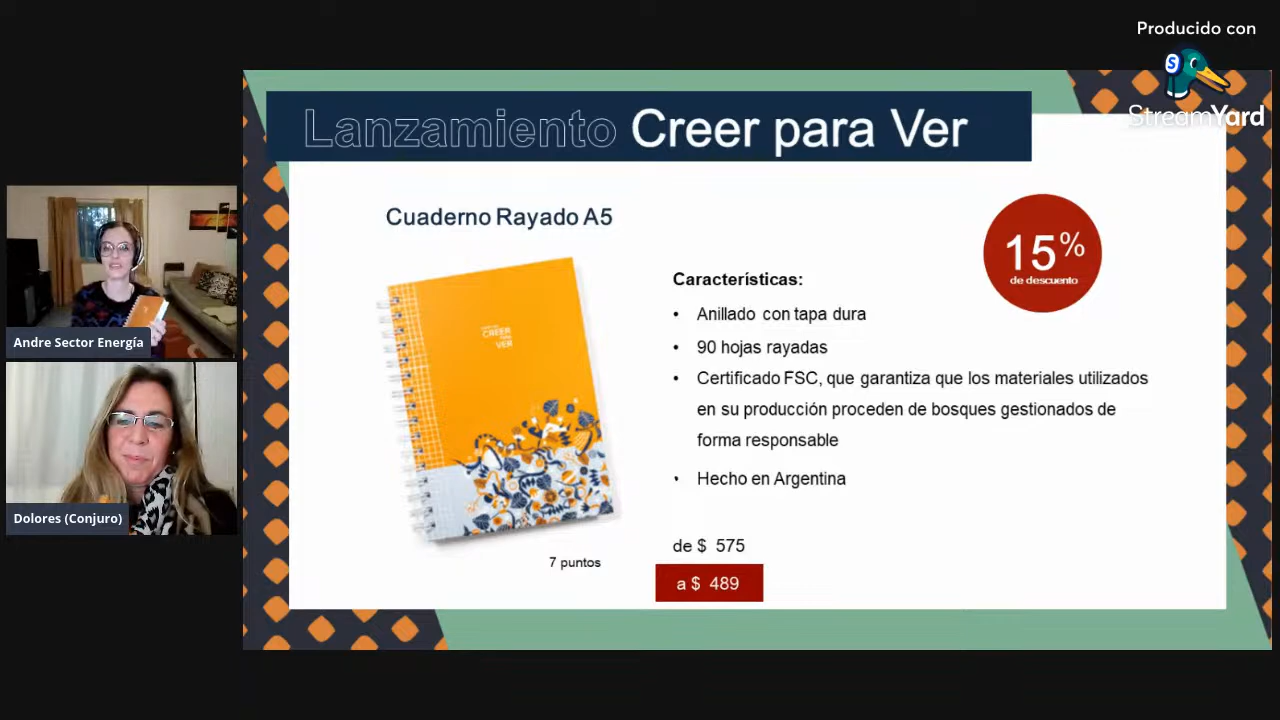 Producido con
S
StreamYard
Lanzamiento Creer para Ver
Cuaderno Rayado A5
15%
de descuento
Características:
• Anillado con tapa dura
• 90 hojas rayadas
• Certificado FSC, que garantiza que los materiales utilizados
en su producción proceden de bosques gestionados de
forma responsable
• Hecho en Argentina
CREER
VER
7 puntos
de $ 575
a $ 489
Andre Sector Energía
Dolores (Conjuro)